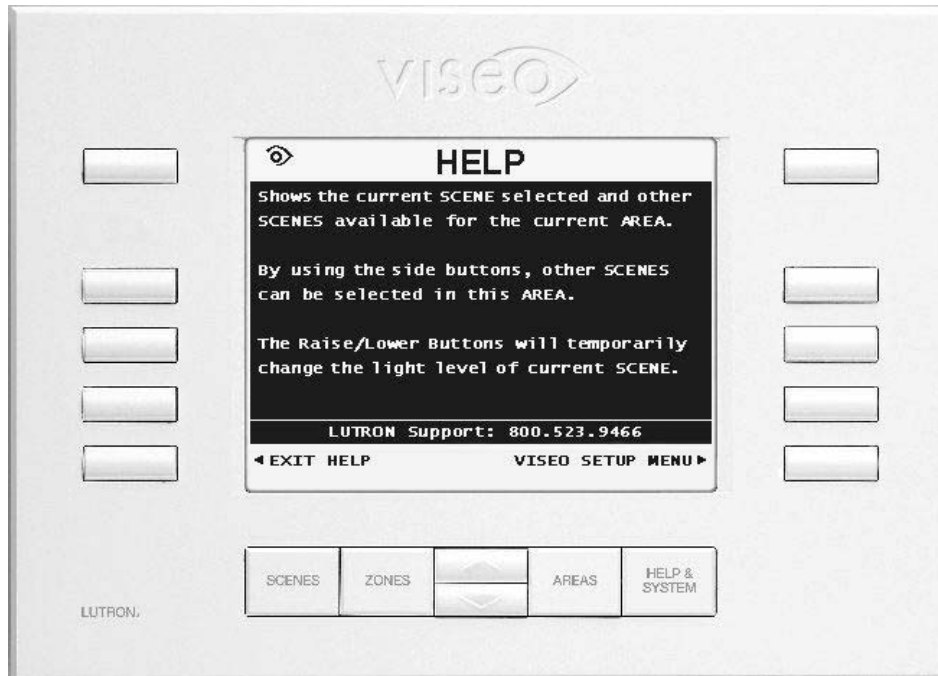 VISEO
HELP
Shows the current SCENE selected and other
SCENES available for the current AREA.
By using the side buttons, other SCENES
can be selected in this AREA.
The Raise/Lower Buttons will temporarily
change the light level of current SCENE.
LUTRON Support: 800.523.9466
◄EXIT HELP VISEO SETUP MENU►
SCENES ZONES AREAS HELP &
SYSTEM
LUTRON.